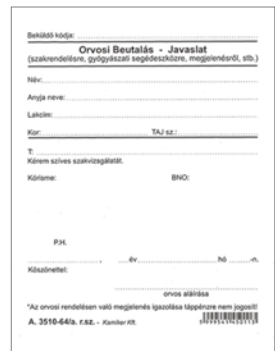 Beküldő kódja:
Orvosi Beutalás - Javaslat
(szakrendelésre, gyógyászati segédeszközre, megjelenésről, stb.)
Név:
Anyja neve:
Lakcím:
Kor: TAJ sz.:
T:
Kérem szíves szakvizsgálatát.
Kórisme: BNO:
P.H.
, év hó -n.
Köszönettel:
orvos aláírása
*Az orvosi rendelésen való megjelenés igazolása táppénzre nem jogosít!
A. 3510-64/a. r.sz. - Kamilier Kft.